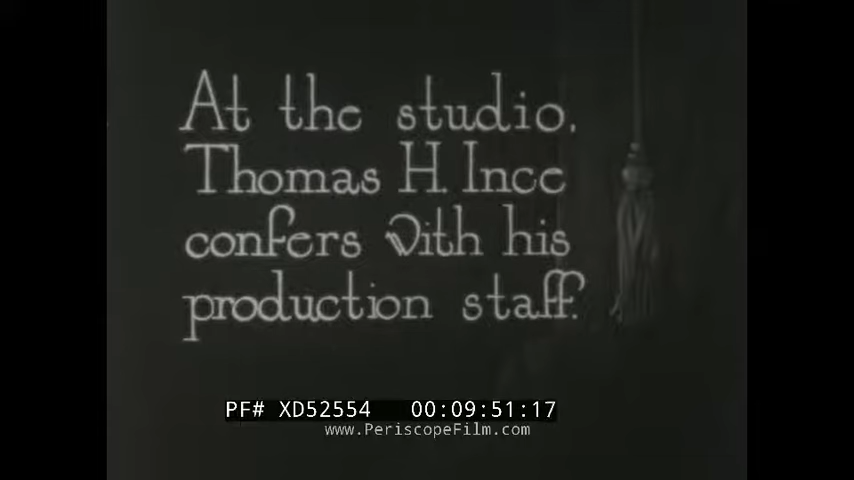 At the studio,
Thomas H. Ince
confers with his
production staff.
PF# XD52554 00:09:51:17
www.PeriscopeFilm.com